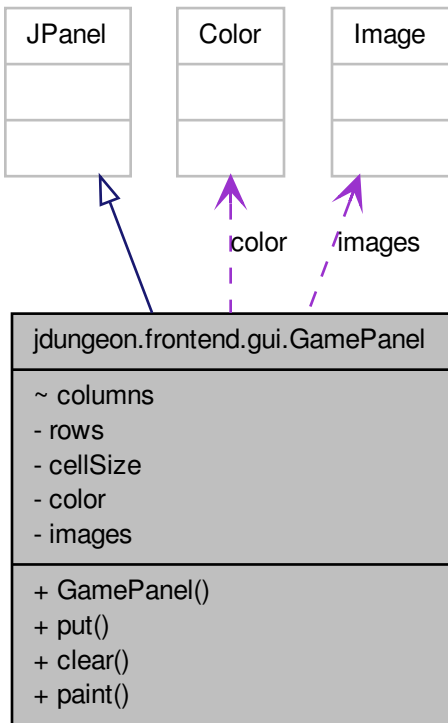 JPanel Color Image
color images
jdungeon.frontend.gui.GamePanel
~ columns
- rows
- cellSize
- color
- images
+ GamePanel()
+ put()
+ clear()
+ paint()